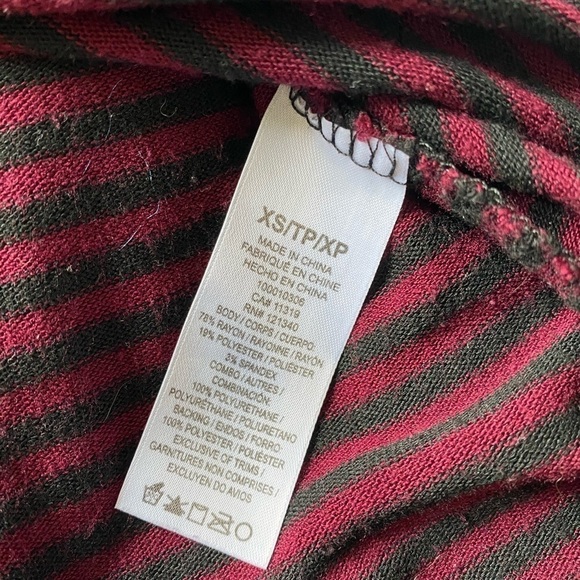 XS/TP/XP
MADE IN CHINA
FABRIQUÉ EN CHINE
HECHO EN CHINA
100010306
CA# 11319
RN# 121340
BODY / CORPS / CUERPO:
78% RAYON / RAYONNE / RAYÓN
19% POLYESTER / POLIÉSTER
3% SPANDEX
COMBO / AUTRES /
COMBINACIÓN:
100% POLYURETHANE /
POLYURÉTHANE / POLIURETANO
BACKING / ENDOS / FORRO
100% POLYESTER / POLIÉSTER
EXCLUSIVE OF TRIMS /
GARNITURES NON COMPRISES /
EXCLUYEN DO AVIOS